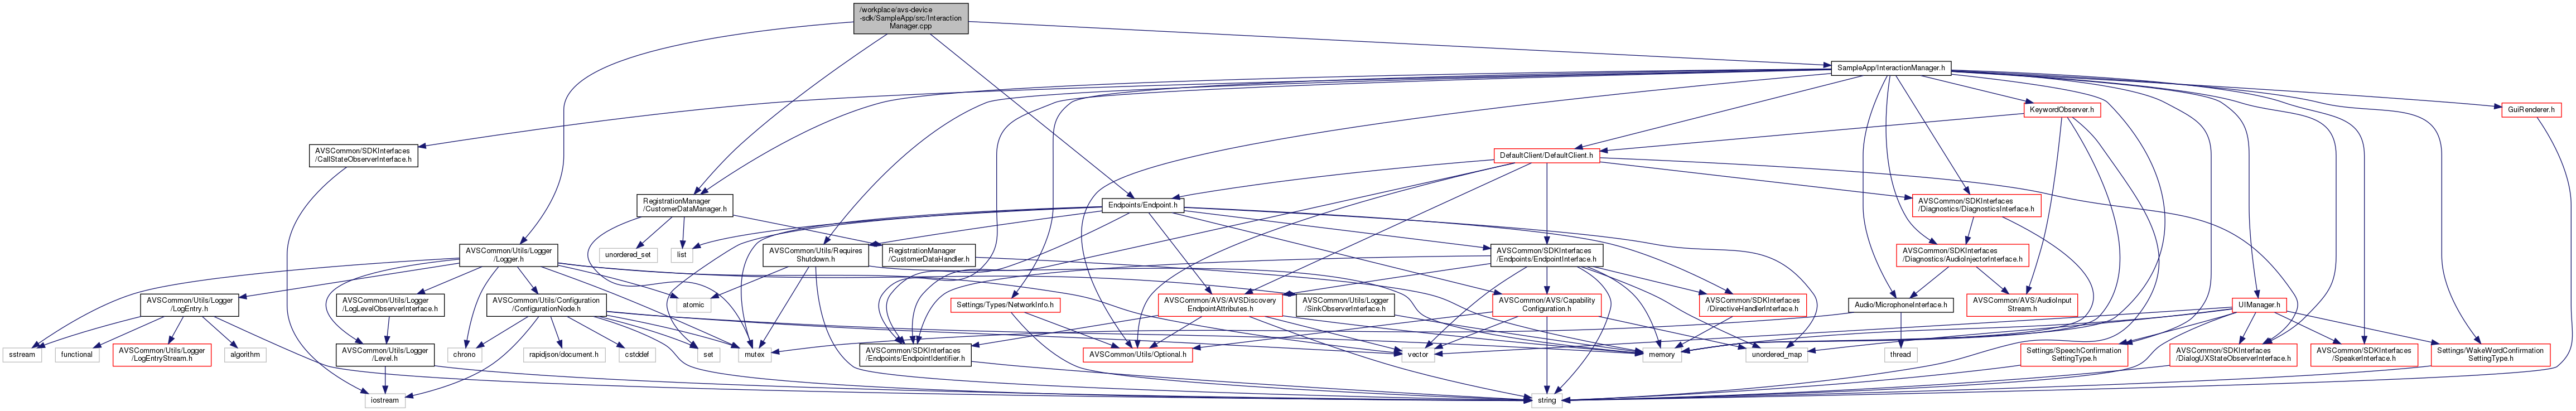 /workplace/avs-device
-sdk/SampleApp/src/Interaction
Manager.cpp
SampleApp/InteractionManager.h
KeywordObserver.h
GuiRenderer.h
AVSCommon/SDKInterfaces
/CallStateObserverInterface.h
DefaultClient/DefaultClient.h
RegistrationManager
/CustomerDataManager.h
Endpoints/Endpoint.h
AVSCommon/SDKInterfaces
/Diagnostics/DiagnosticsInterface.h
AVSCommon/Utils/Logger
/Logger.h
unordered_set
list
AVSCommon/Utils/Requires
Shutdown.h
RegistrationManager
/CustomerDataHandler.h
AVSCommon/SDKInterfaces
/Endpoints/EndpointInterface.h
AVSCommon/SDKInterfaces
/Diagnostics/AudioInjectorInterface.h
AVSCommon/Utils/Logger
/LogEntry.h
AVSCommon/Utils/Logger
/LogLevelObserverInterface.h
AVSCommon/Utils/Configuration
/ConfigurationNode.h
atomic
Settings/Types/NetworkInfo.h
AVSCommon/AVS/AVSDiscovery
EndpointAttributes.h
AVSCommon/Utils/Logger
/SinkObserverInterface.h
AVSCommon/AVS/Capability
Configuration.h
AVSCommon/SDKInterfaces
/DirectiveHandlerInterface.h
Audio/MicrophoneInterface.h
AVSCommon/AVS/AudioInput
Stream.h
UIManager.h
sstream
functional
AVSCommon/Utils/Logger
/LogEntryStream.h
algorithm
AVSCommon/Utils/Logger
/Level.h
chrono
rapidjson/document.h
cstddef
set
mutex
AVSCommon/SDKInterfaces
/Endpoints/EndpointIdentifier.h
AVSCommon/Utils/Optional.h
vector
memory
unordered_map
thread
Settings/SpeechConfirmation
SettingType.h
AVSCommon/SDKInterfaces
/DialogUXStateObserverInterface.h
AVSCommon/SDKInterfaces
/SpeakerInterface.h
Settings/WakeWordConfirmation
SettingType.h
iostream
string